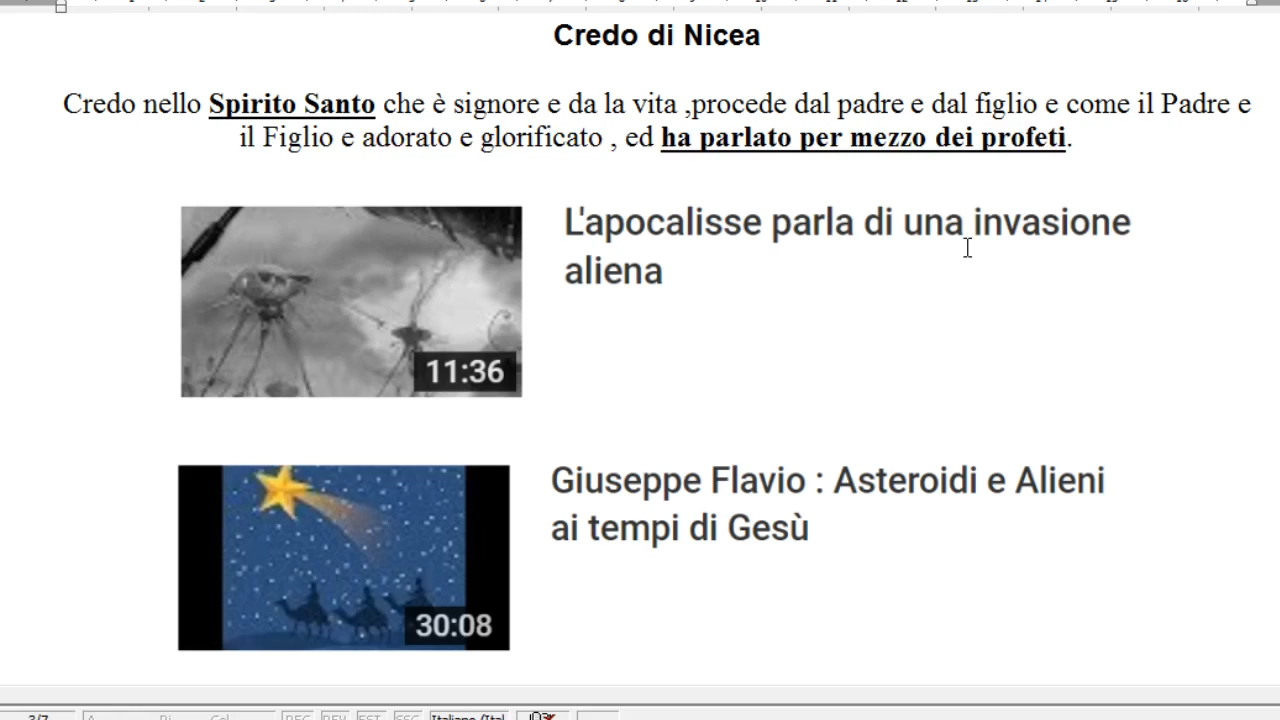 Credo di Nicea
Credo nello Spirito Santo che è signore e da la vita ,procede dal padre e dal figlio e come il Padre e
il Figlio e adorato e glorificato , ed ha parlato per mezzo dei profeti.
L'apocalisse parla di una invasione
aliena
11:36
Giuseppe Flavio : Asteroidi e Alieni
ai tempi di Gesù
30:08